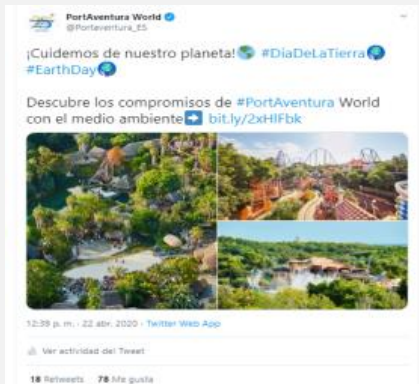 PortAventura World
@Portaventura_ES
¡Cuidemos de nuestro planeta! #DiaDeLaTierra
#EarthDay
Descubre los compromisos de #PortAventura World
con el medio ambiente bit.ly/2xHlFbk
12:39 p. m. · 22 abr. 2020 · Twitter Web App
Ver actividad del Tweet
18 Retweets 78 Me gusta